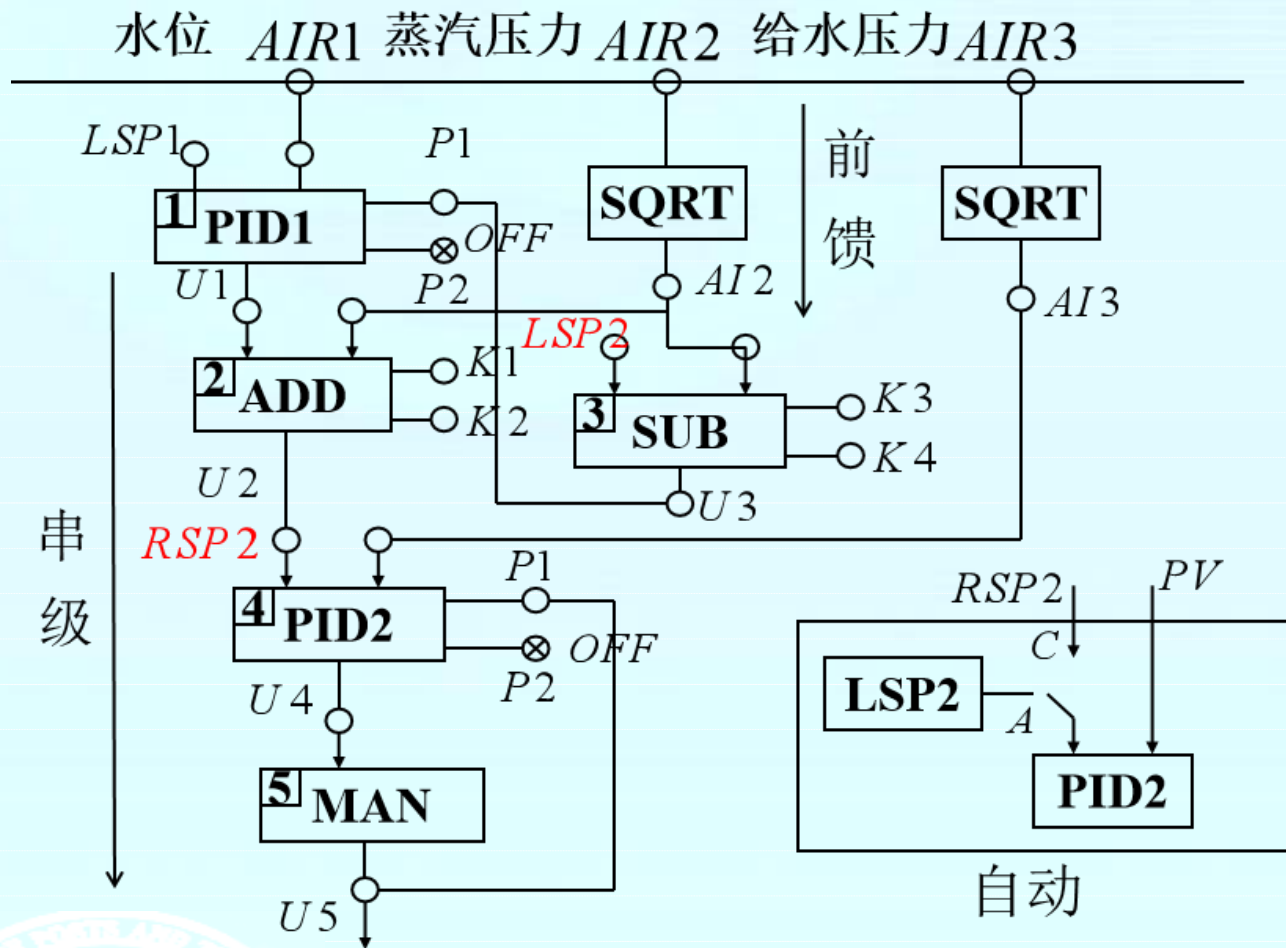 水位 AIR1 蒸汽压力 AIR2 给水压力 AIR3
LSP1
P1
前馈
1 PID1
OFF
P2
SQRT
SQRT
U1
AI2
AI3
LSP2
2 ADD
K1
K2
3 SUB
K3
K4
U2
U3
串级
RSP2
P1
4 PID2
OFF
P2
RSP2
PV
C
LSP2
A
PID2
自动
U4
5 MAN
U5